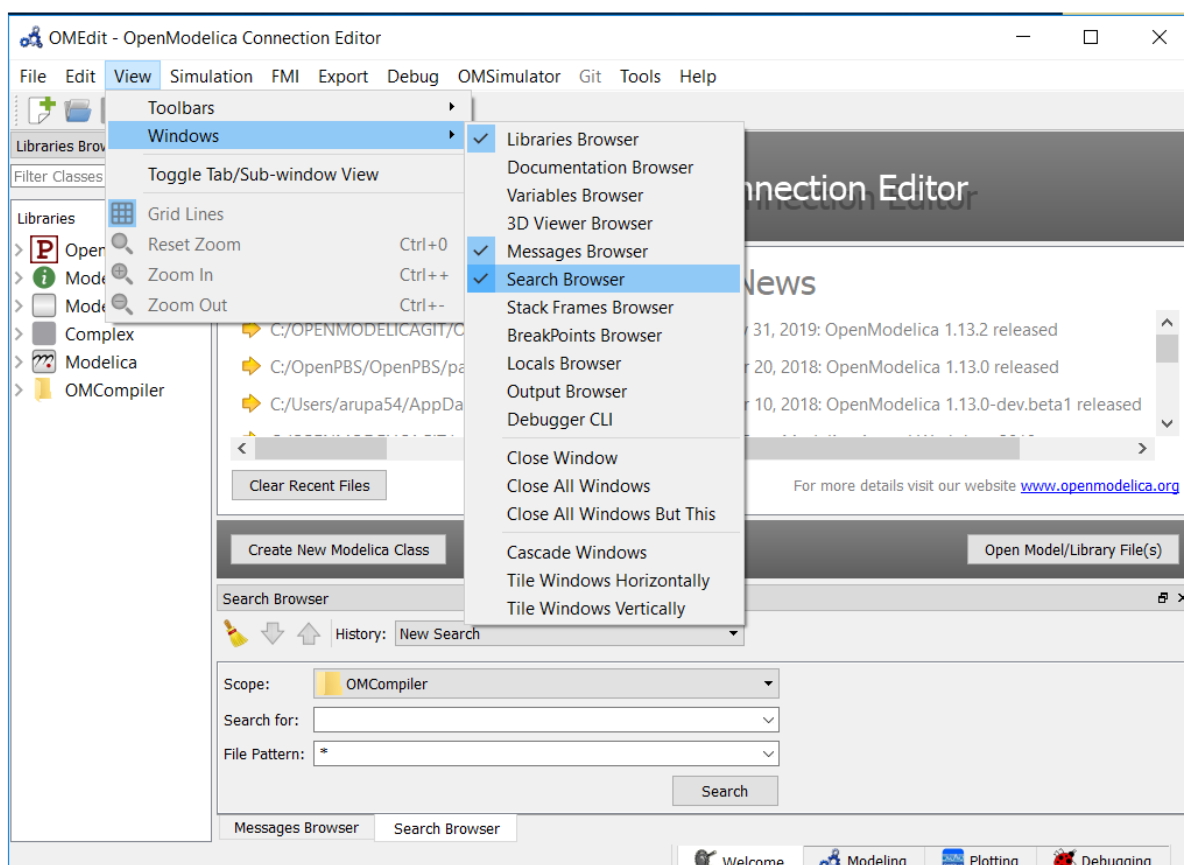 OMEdit - OpenModelica Connection Editor
File Edit View Simulation FMI Export Debug OMSimulator Git Tools Help
Toolbars
Windows
Toggle Tab/Sub-window View
Grid Lines
Reset Zoom Ctrl+0
Zoom In Ctrl++
Zoom Out Ctrl+-
Libraries Browser
Documentation Browser
Variables Browser
3D Viewer Browser
Messages Browser
Search Browser
Stack Frames Browser
BreakPoints Browser
Locals Browser
Output Browser
Debugger CLI
Close Window
Close All Windows
Close All Windows But This
Cascade Windows
Tile Windows Horizontally
Tile Windows Vertically
Libraries Brow
Filter Classes
Libraries
P Open
Mode
Mode
Complex
Modelica
OMCompiler
nnection Editor
News
C:/OPENMODELICAGIT/O
31, 2019: OpenModelica 1.13.2 released
C:/OpenPBS/OpenPBS/pa
20, 2018: OpenModelica 1.13.0 released
C:/Users/arupa54/AppDa
10, 2018: OpenModelica 1.13.0-dev.beta1 released
Clear Recent Files
For more details visit our website www.openmodelica.org
Create New Modelica Class
Open Model/Library File(s)
Search Browser
History: New Search
Scope: OMCompiler
Search for:
File Pattern: *
Search
Messages Browser Search Browser
Welcome Modeling Plotting Debugging